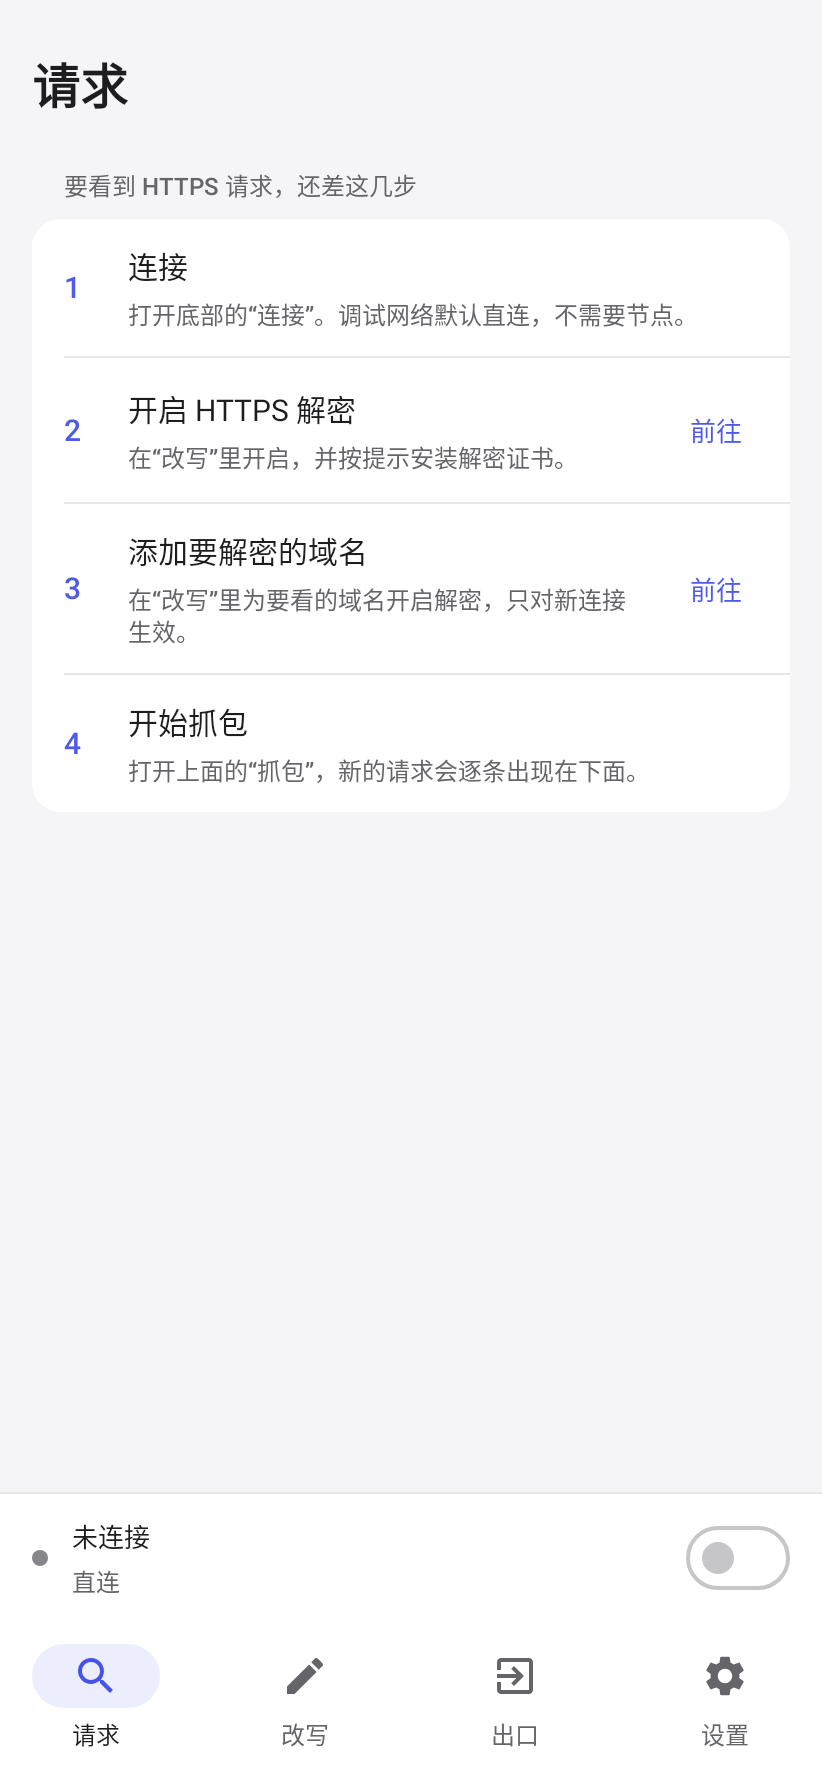 请求
要看到 HTTPS 请求，还差这几步
1
连接
打开底部的“连接”。调试网络默认直连，不需要节点。
2
开启 HTTPS 解密
在“改写”里开启，并按提示安装解密证书。
前往
3
添加要解密的域名
在“改写”里为要看的域名开启解密，只对新连接
生效。
前往
4
开始抓包
打开上面的“抓包”，新的请求会逐条出现在下面。
未连接
直连
请求
改写
出口
设置